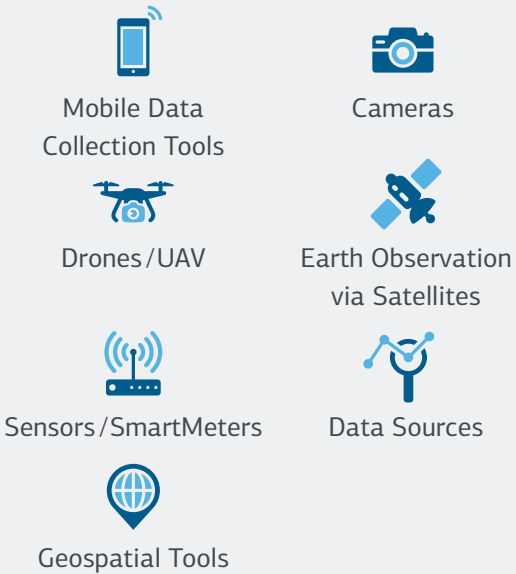 Mobile Data
Collection Tools
Cameras
Drones/UAV
Earth Observation
via Satellites
Sensors/SmartMeters
Data Sources
Geospatial Tools